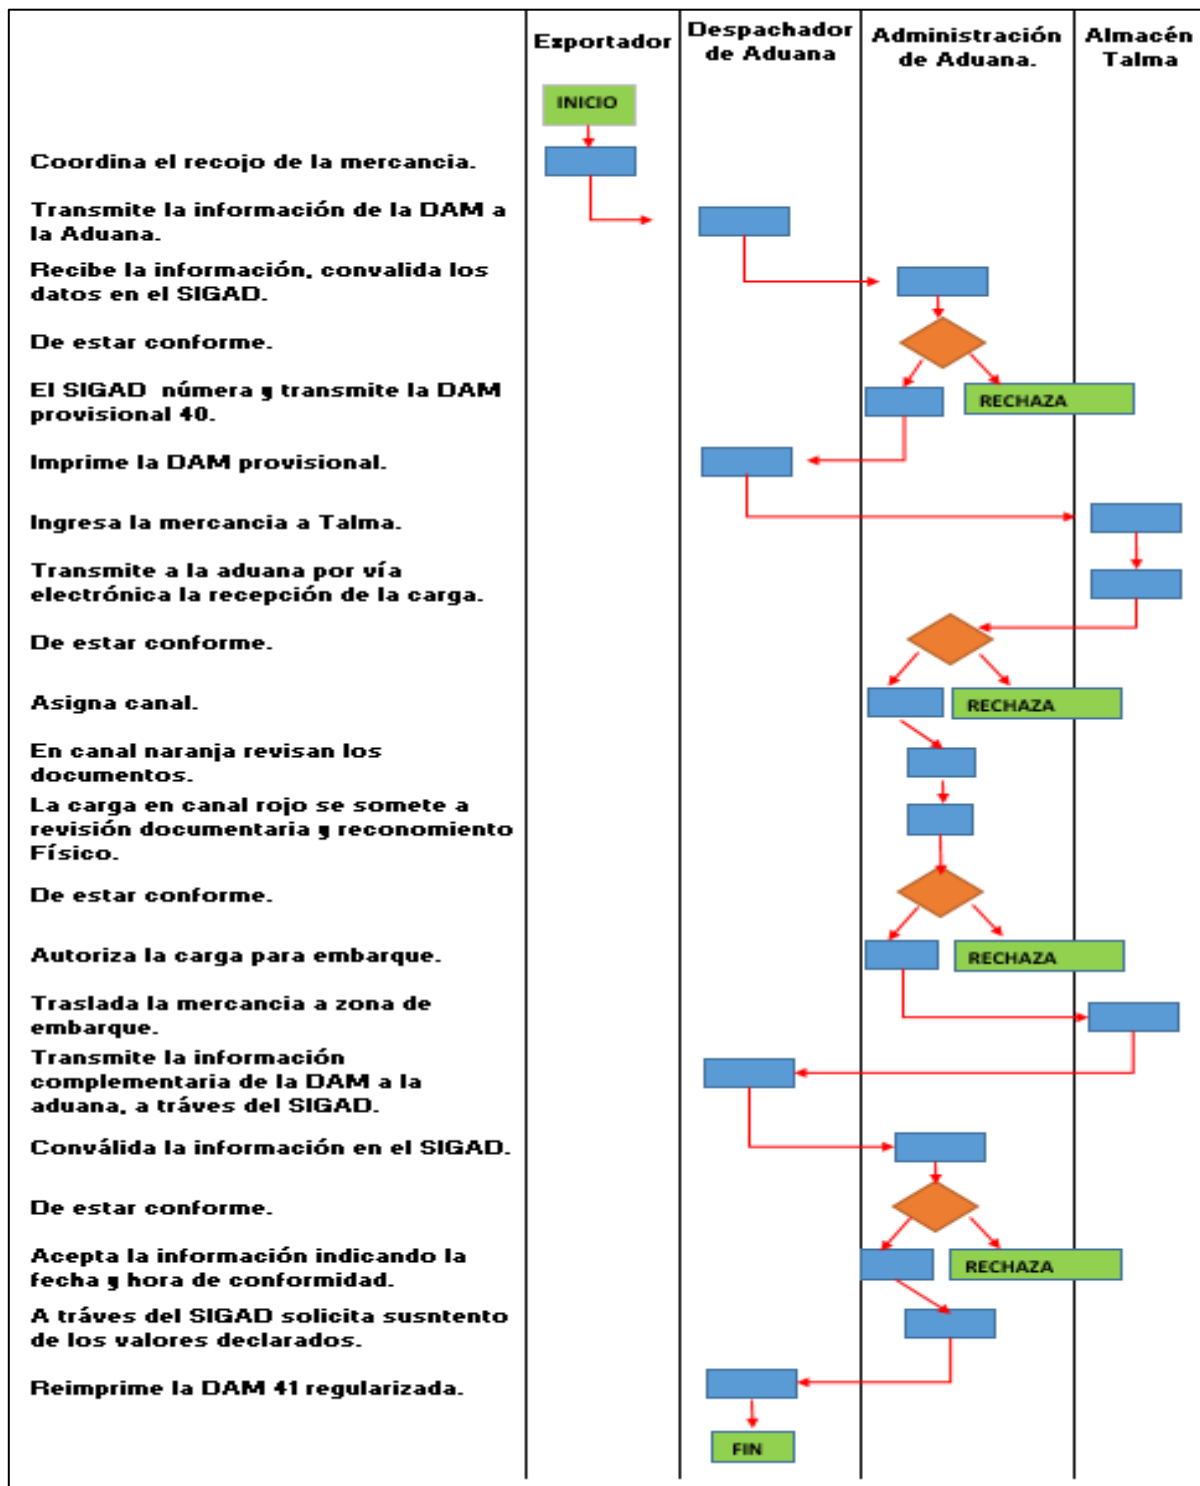 Exportador
Despachador
de Aduana
Administración
de Aduana.
Almacén
Talma
INICIO
Coordina el recojo de la mercancia.
Transmite la información de la DAM a
la Aduana.
Recibe la información, convalida los
datos en el SIGAD.
De estar conforme.
El SIGAD número y transmite la DAM
provisional 40.
RECHAZA
Imprime la DAM provisional.
Ingresa la mercancia a Talma.
Transmite a la aduana por vía
electrónica la recepción de la carga.
De estar conforme.
Asigna canal.
RECHAZA
En canal naranja revisan los
documentos.
La carga en canal rojo se somete a
revisión documentaria y reconomiento
Físico.
De estar conforme.
Autoriza la carga para embarque.
RECHAZA
Traslada la mercancia a zona de
embarque.
Transmite la información
complementaria de la DAM a la
aduana, a tráves del SIGAD.
Conválida la información en el SIGAD.
De estar conforme.
Acepta la información indicando la
fecha y hora de conformidad.
RECHAZA
A tráves del SIGAD solicita susntento
de los valores declarados.
Reimprime la DAM 41 regularizada.
FIN